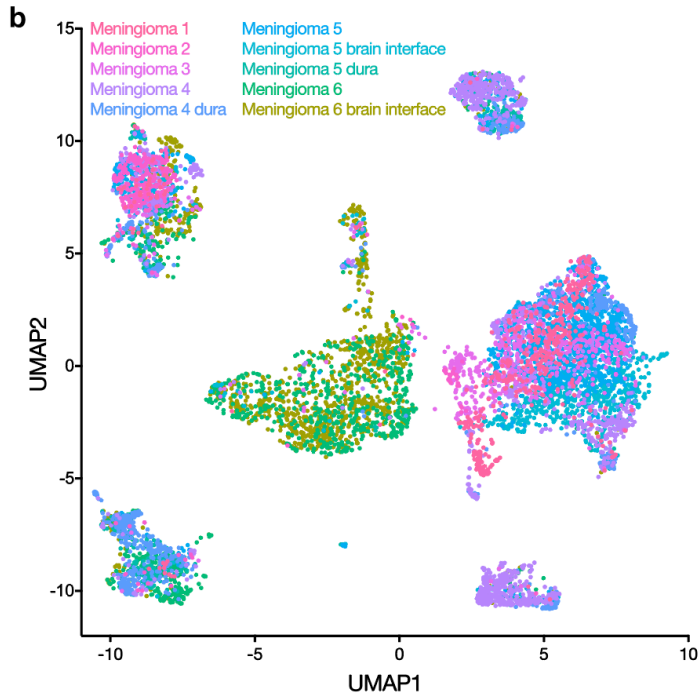 b
Meningioma 1
Meningioma 2
Meningioma 3
Meningioma 4
Meningioma 4 dura
Meningioma 5
Meningioma 5 brain interface
Meningioma 5 dura
Meningioma 6
Meningioma 6 brain interface
UMAP2
15
10
5
0
-5
-10
-10
-5
0
5
10
UMAP1